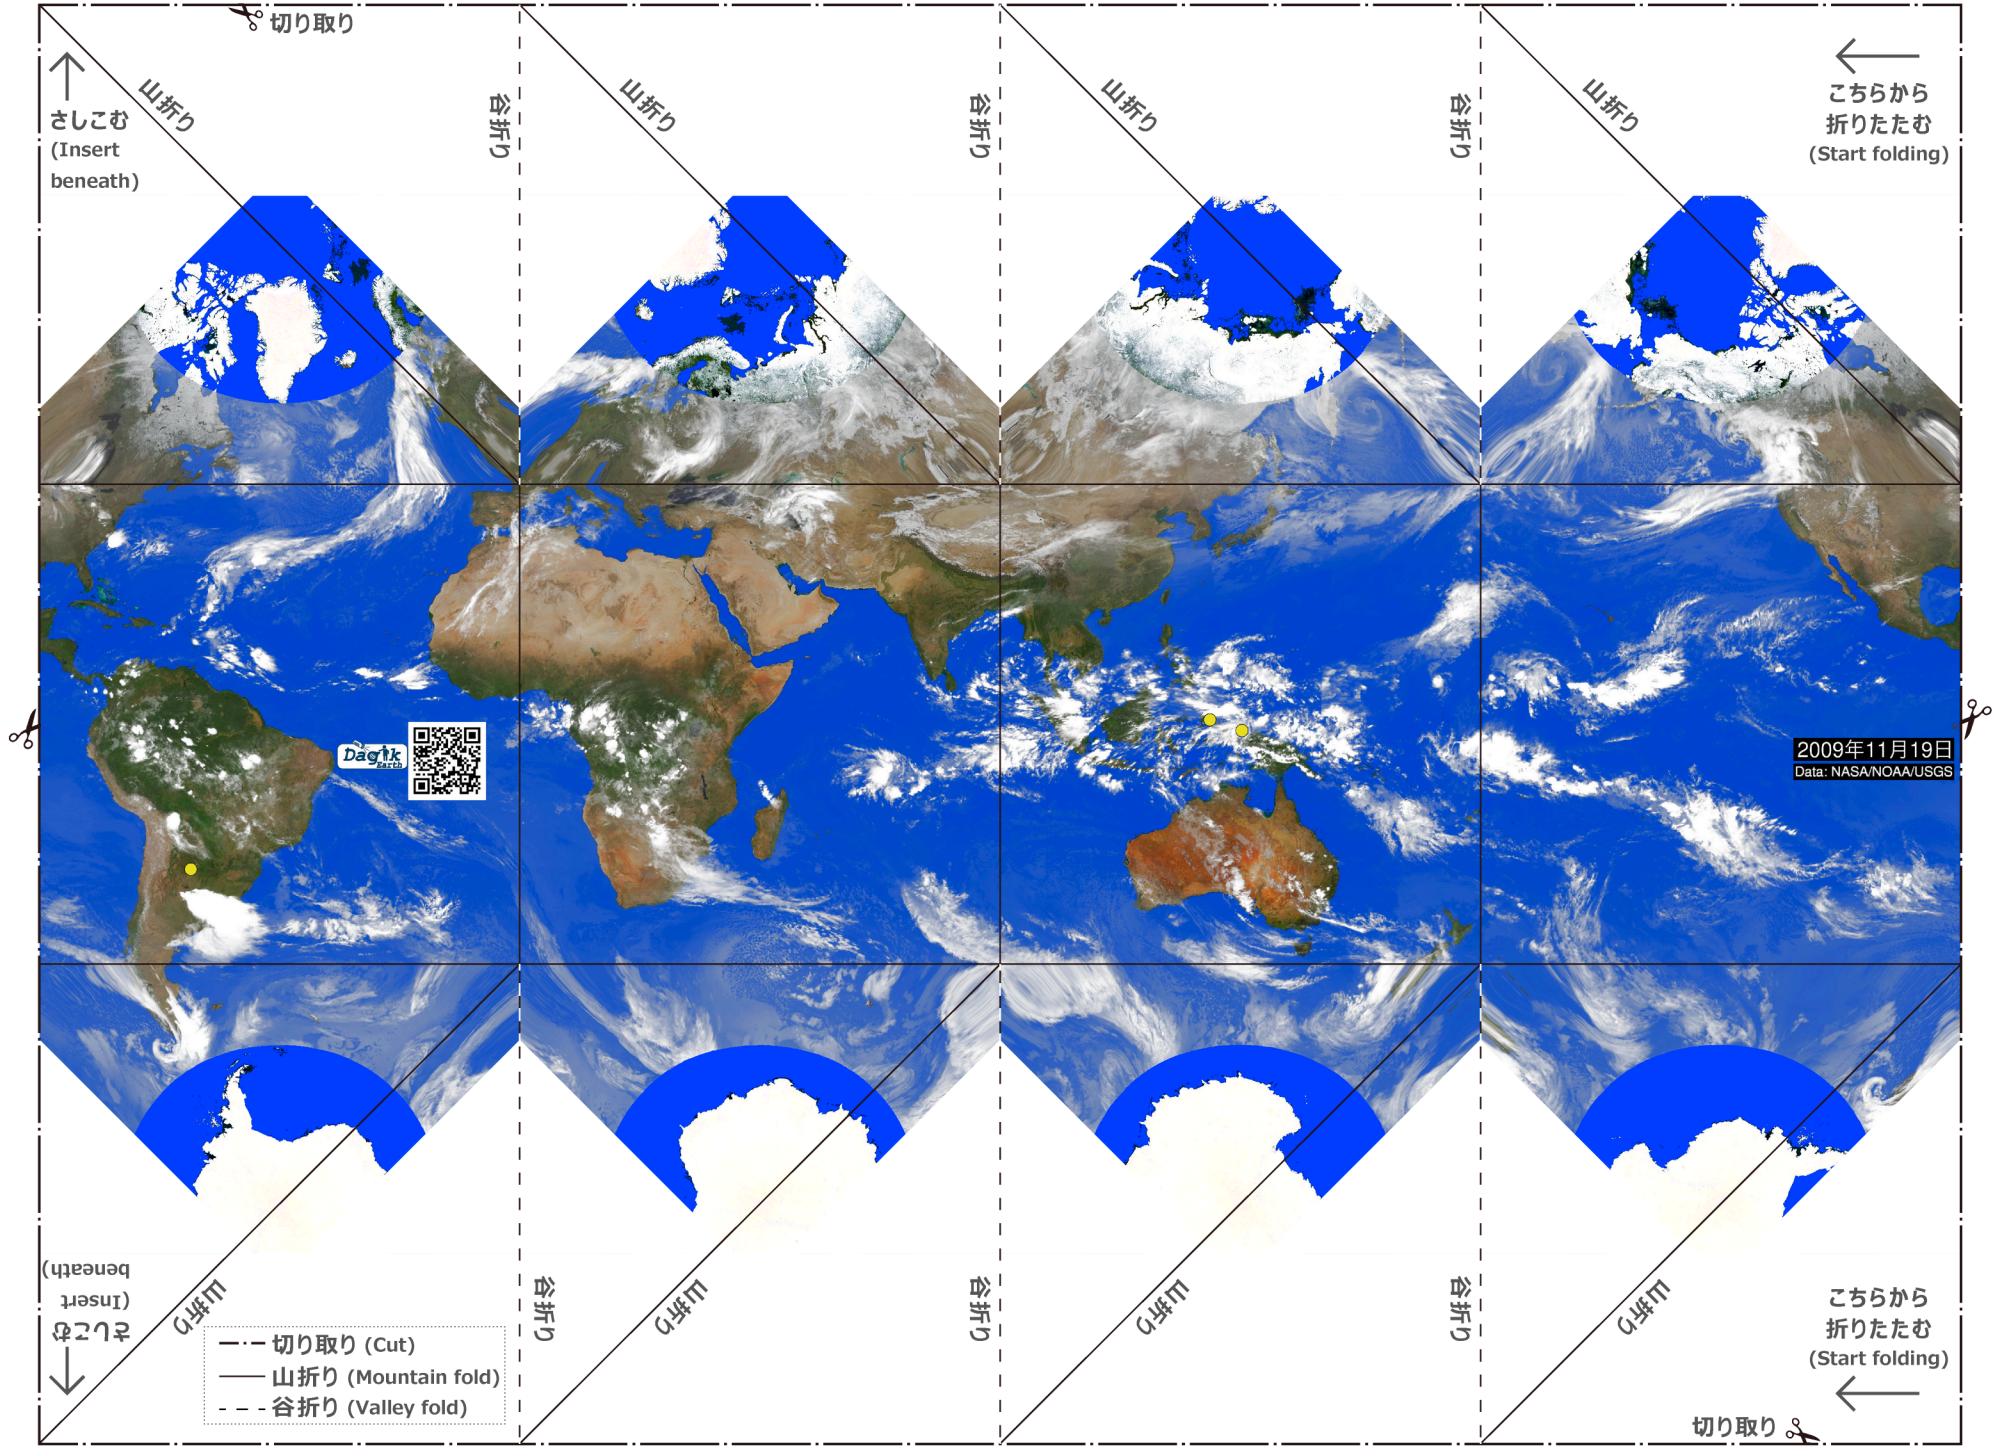 切り取り
さしこむ
(Insert
beneath)
山折り
谷折り
山折り
谷折り
山折り
谷折り
山折り
こちらから
折りたたむ
(Start folding)
Dagik
Earth
2009年11月19日
Data: NASA/NOAA/USGS
さしこむ
(Insert
beneath)
山折り
谷折り
山折り
谷折り
山折り
谷折り
山折り
こちらから
折りたたむ
(Start folding)
切り取り (Cut)
山折り (Mountain fold)
谷折り (Valley fold)
切り取り